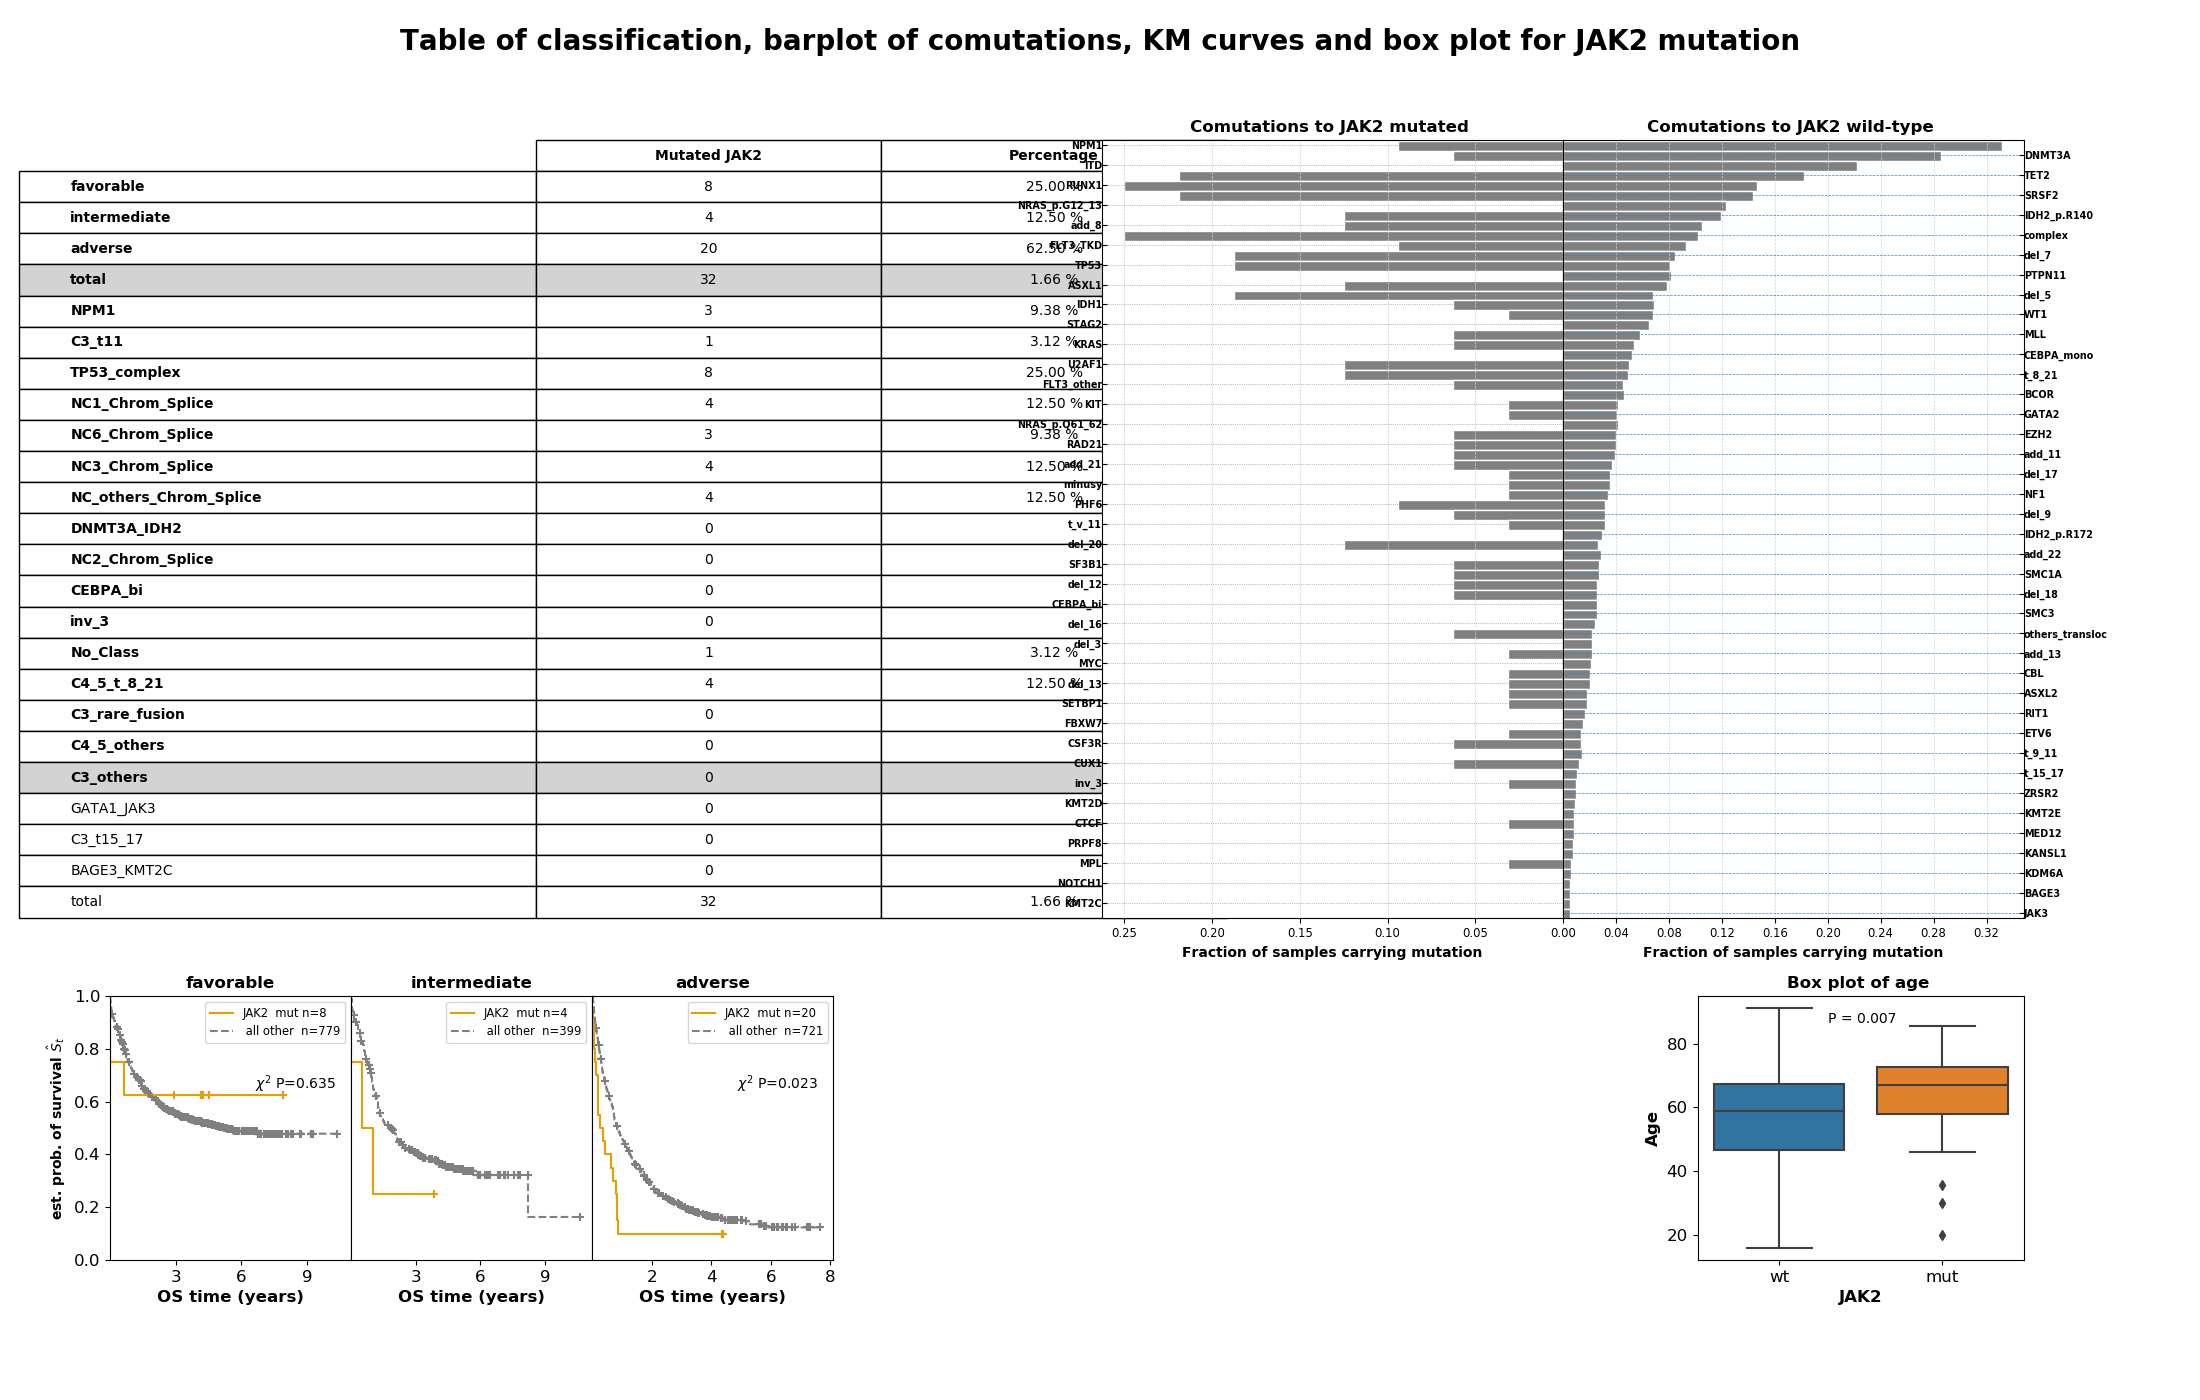 Table of classification, barplot of comutations, KM curves and box plot for JAK2 mutation
Mutated JAK2 Percentage
favorable 8 25.00 %
intermediate 4 12.50 %
adverse 20 62.50 %
total 32 1.66 %
NPM1 3 9.38 %
C3_t11 1 3.12 %
TP53_complex 8 25.00 %
NC1_Chrom_Splice 4 12.50 %
NC6_Chrom_Splice 3 9.38 %
NC3_Chrom_Splice 4 12.50 %
NC_others_Chrom_Splice 4 12.50 %
DNMT3A_IDH2 0
NC2_Chrom_Splice 0
CEBPA_bi 0
inv_3 0
No_Class 1 3.12 %
C4_5_t_8_21 4 12.50 %
C3_rare_fusion 0
C4_5_others 0
C3_others 0
GATA1_JAK3 0
C3_t15_17 0
BAGE3_KMT2C 0
total 32 1.66 %
Comutations to JAK2 mutated
NPM1
ITD
RUNX1
NRAS_p.G12_13
add_8
FLT3_TKD
TP53
ASXL1
IDH1
STAG2
KRAS
U2AF1
FLT3_other
KIT
NRAS_p.Q61_62
RAD21
add_21
minusy
PHF6
t_v_11
del_20
SF3B1
del_12
CEBPA_bi
del_16
del_3
MYC
del_13
SETBP1
FBXW7
CSF3R
CUX1
inv_3
KMT2D
CTCF
PRPF8
MPL
NOTCH1
KMT2C
0.25 0.20 0.15 0.10 0.05 0.00
Fraction of samples carrying mutation
Comutations to JAK2 wild-type
DNMT3A
TET2
SRSF2
IDH2_p.R140
complex
del_7
PTPN11
del_5
WT1
MLL
CEBPA_mono
t_8_21
BCOR
GATA2
EZH2
add_11
del_17
NF1
del_9
IDH2_p.R172
add_22
SMC1A
del_18
SMC3
others_transloc
add_13
CBL
ASXL2
RIT1
ETV6
t_9_11
t_15_17
ZRSR2
KMT2E
MED12
KANSL1
KDM6A
BAGE3
JAK3
0.04 0.08 0.12 0.16 0.20 0.24 0.28 0.32
Fraction of samples carrying mutation
favorable
est. prob. of survival Ŝt
1.0
0.8
0.6
0.4
0.2
0.0
JAK2 mut n=8
all other n=779
χ² P=0.635
3 6 9
OS time (years)
intermediate
JAK2 mut n=4
all other n=399
3 6 9
OS time (years)
adverse
JAK2 mut n=20
all other n=721
χ² P=0.023
2 4 6 8
OS time (years)
Box plot of age
P = 0.007
Age
80
60
40
20
wt mut
JAK2